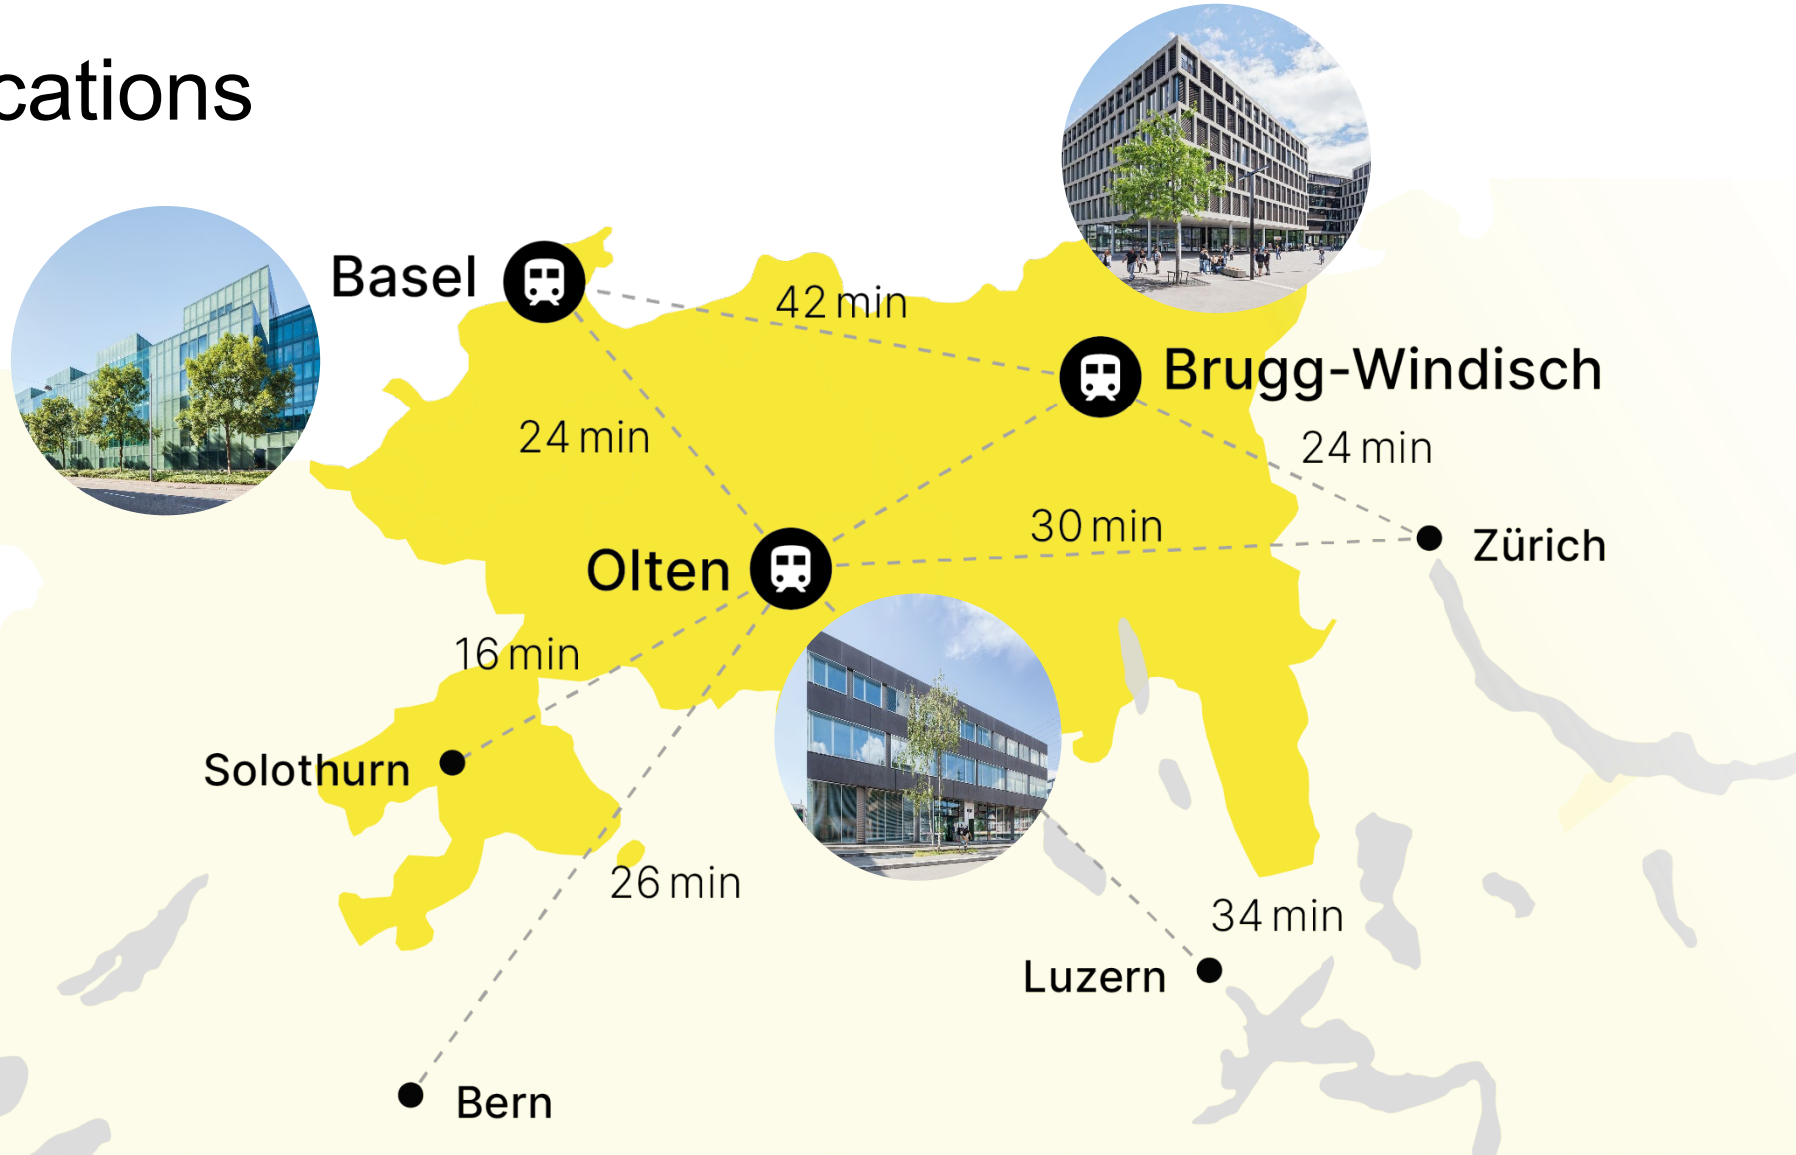 cations
Basel
42 min
Brugg-Windisch
24 min
24 min
30 min
Zürich
Olten
16 min
Solothurn
26 min
34 min
Luzern
Bern